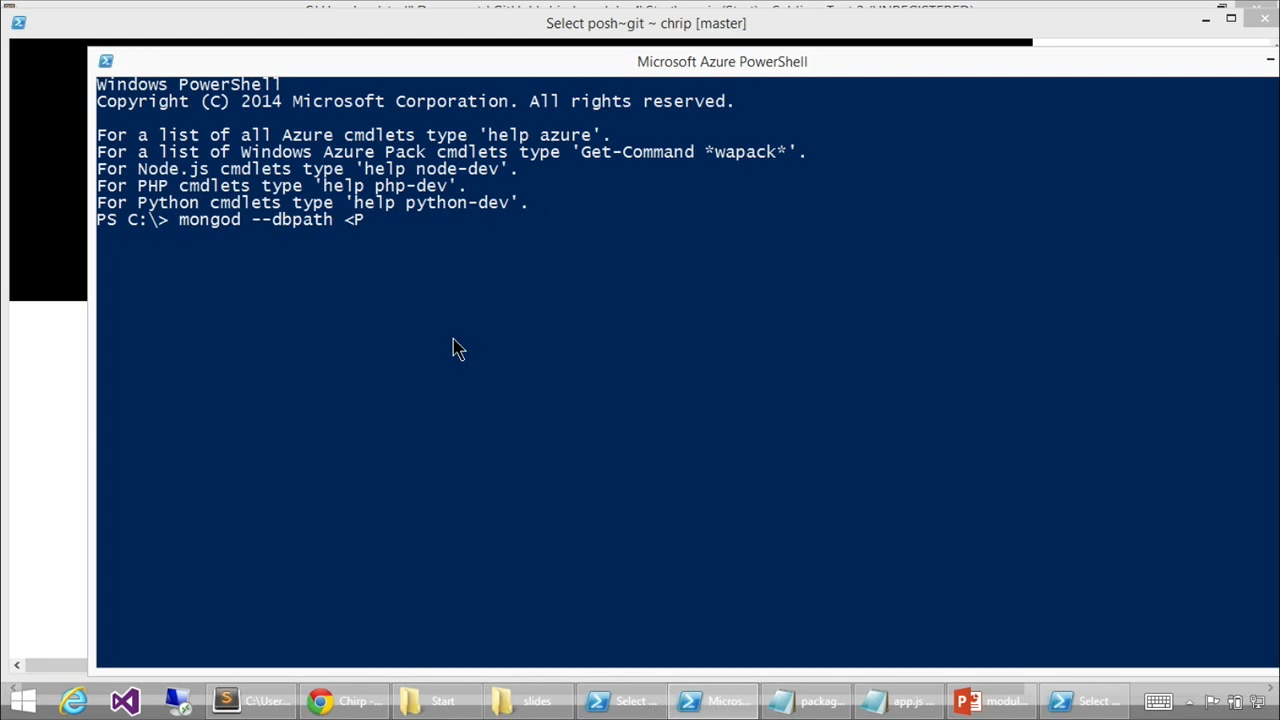 Select posh~git ~ chrip [master]
Microsoft Azure PowerShell
Windows PowerShell
Copyright (C) 2014 Microsoft Corporation. All rights reserved.
For a list of all Azure cmdlets type 'help azure'.
For a list of Windows Azure Pack cmdlets type 'Get-Command *wapack*'.
For Node.js cmdlets type 'help node-dev'.
For PHP cmdlets type 'help php-dev'.
For Python cmdlets type 'help python-dev'.
PS C:\> mongod --dbpath <P
C:\User...
Chirp -...
Start
slides
Select ...
Micros...
packag...
app.js ...
modul...
Select ...